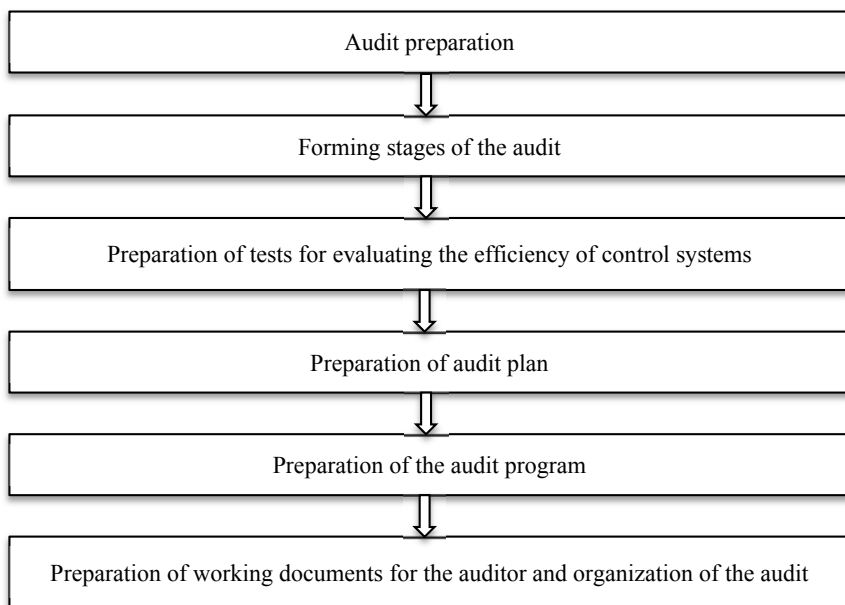 Audit preparation
Forming stages of the audit
Preparation of tests for evaluating the efficiency of control systems
Preparation of audit plan
Preparation of the audit program
Preparation of working documents for the auditor and organization of the audit